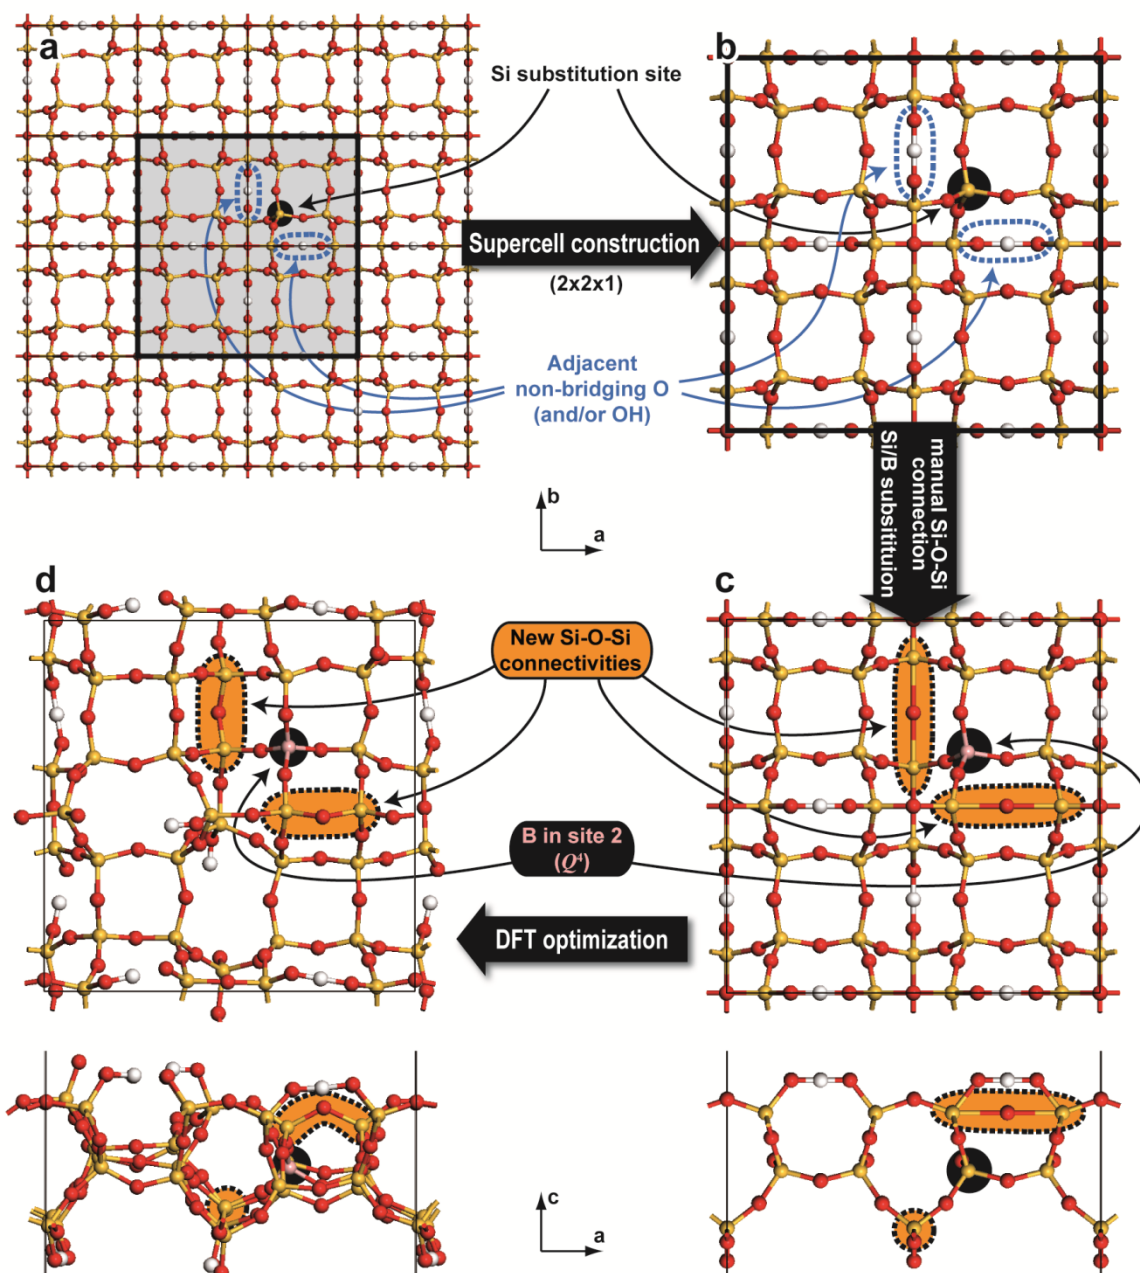 a
b
Si substitution site
Supercell construction
(2x2x1)
Adjacent
non-bridging O
(and/or OH)
manual Si-O-Si
connection
Si/B subsitituion
b
a
d
c
New Si-O-Si
connectivities
B in site 2
(Q⁴)
DFT optimization
c
a